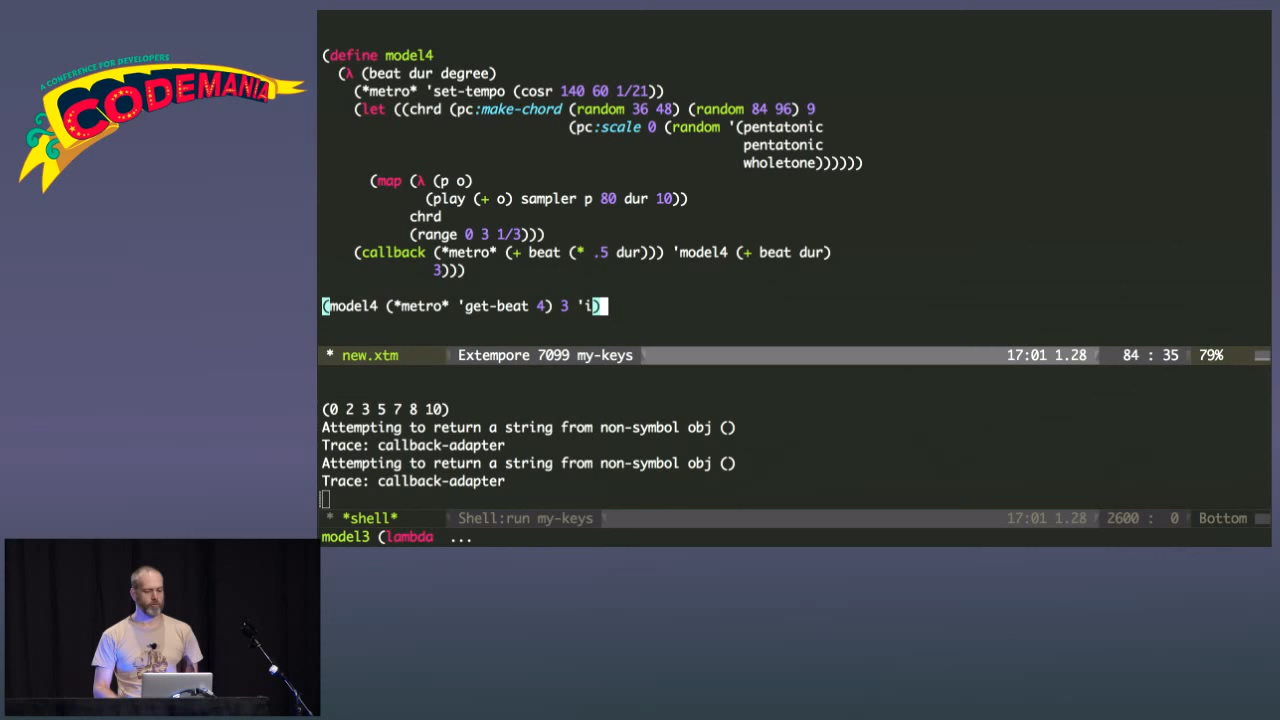 A CONFERENCE FOR DEVELOPERS
CODEMANIA
(define model4
(λ (beat dur degree)
(*metro* 'set-tempo (cosr 140 60 1/21))
(let ((chrd (pc:make-chord (random 36 48) (random 84 96) 9
(pc:scale 0 (random '(pentatonic
pentatonic
wholetone))))))
(map (λ (p o)
(play (+ o) sampler p 80 dur 10))
chrd
(range 0 3 1/3)))
(callback (*metro* (+ beat (* .5 dur))) 'model4 (+ beat dur)
3)))
(model4 (*metro* 'get-beat 4) 3 'i)
* new.xtm Extempore 7099 my-keys 17:01 1.28 84 : 35 79%
(0 2 3 5 7 8 10)
Attempting to return a string from non-symbol obj ()
Trace: callback-adapter
Attempting to return a string from non-symbol obj ()
Trace: callback-adapter
* *shell* Shell:run my-keys 17:01 1.28 2600 : 0 Bottom
model3 (lambda ...